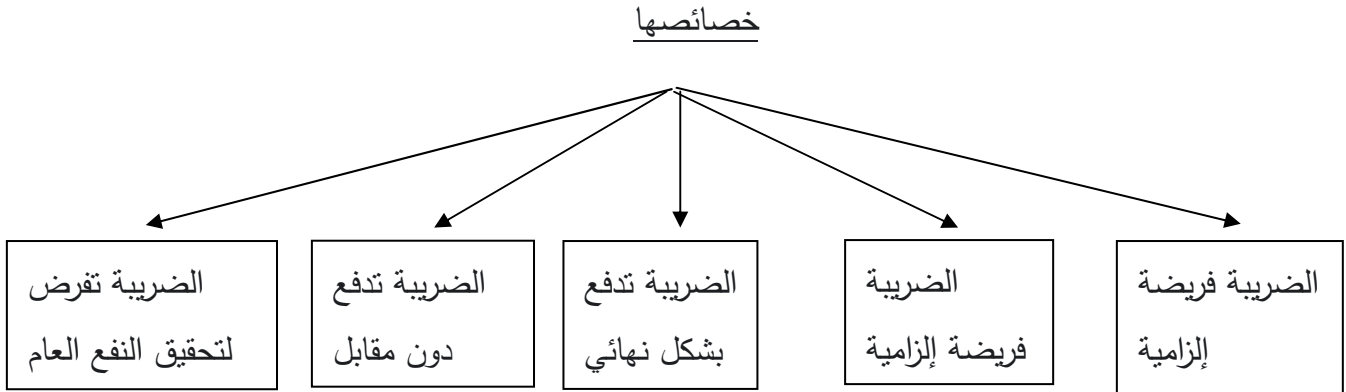 خصائصها
الضريبة فريضة
إلزامية
الضريبة
فريضة إلزامية
الضريبة تدفع
بشكل نهائي
الضريبة تدفع
دون مقابل
الضريبة تفرض
لتحقيق النفع العام